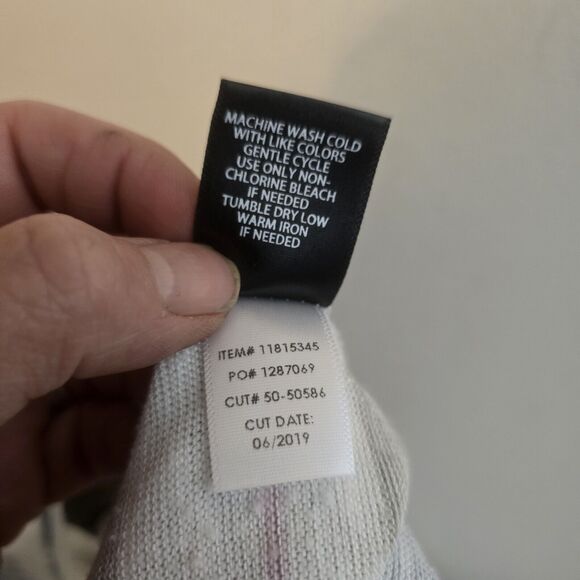 MACHINE WASH COLD
WITH LIKE COLORS
GENTLE CYCLE
USE ONLY NON-
CHLORINE BLEACH
IF NEEDED
TUMBLE DRY LOW
WARM IRON
IF NEEDED
ITEM# 11815345
PO# 1287069
CUT# 50-50586
CUT DATE:
06/2019